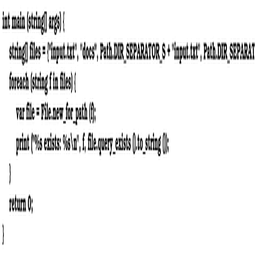 int main (string[] args) {
string[] files = {"input.txt", "docs", Path.DIR_SEPARATOR_S + "input.txt", Path.DIR_SEPARAT
foreach (string f in files) {
var file = File.new_for_path (f);
print ("%s exists: %s\n", f, file.query_exists ().to_string ());
}
return 0;
}